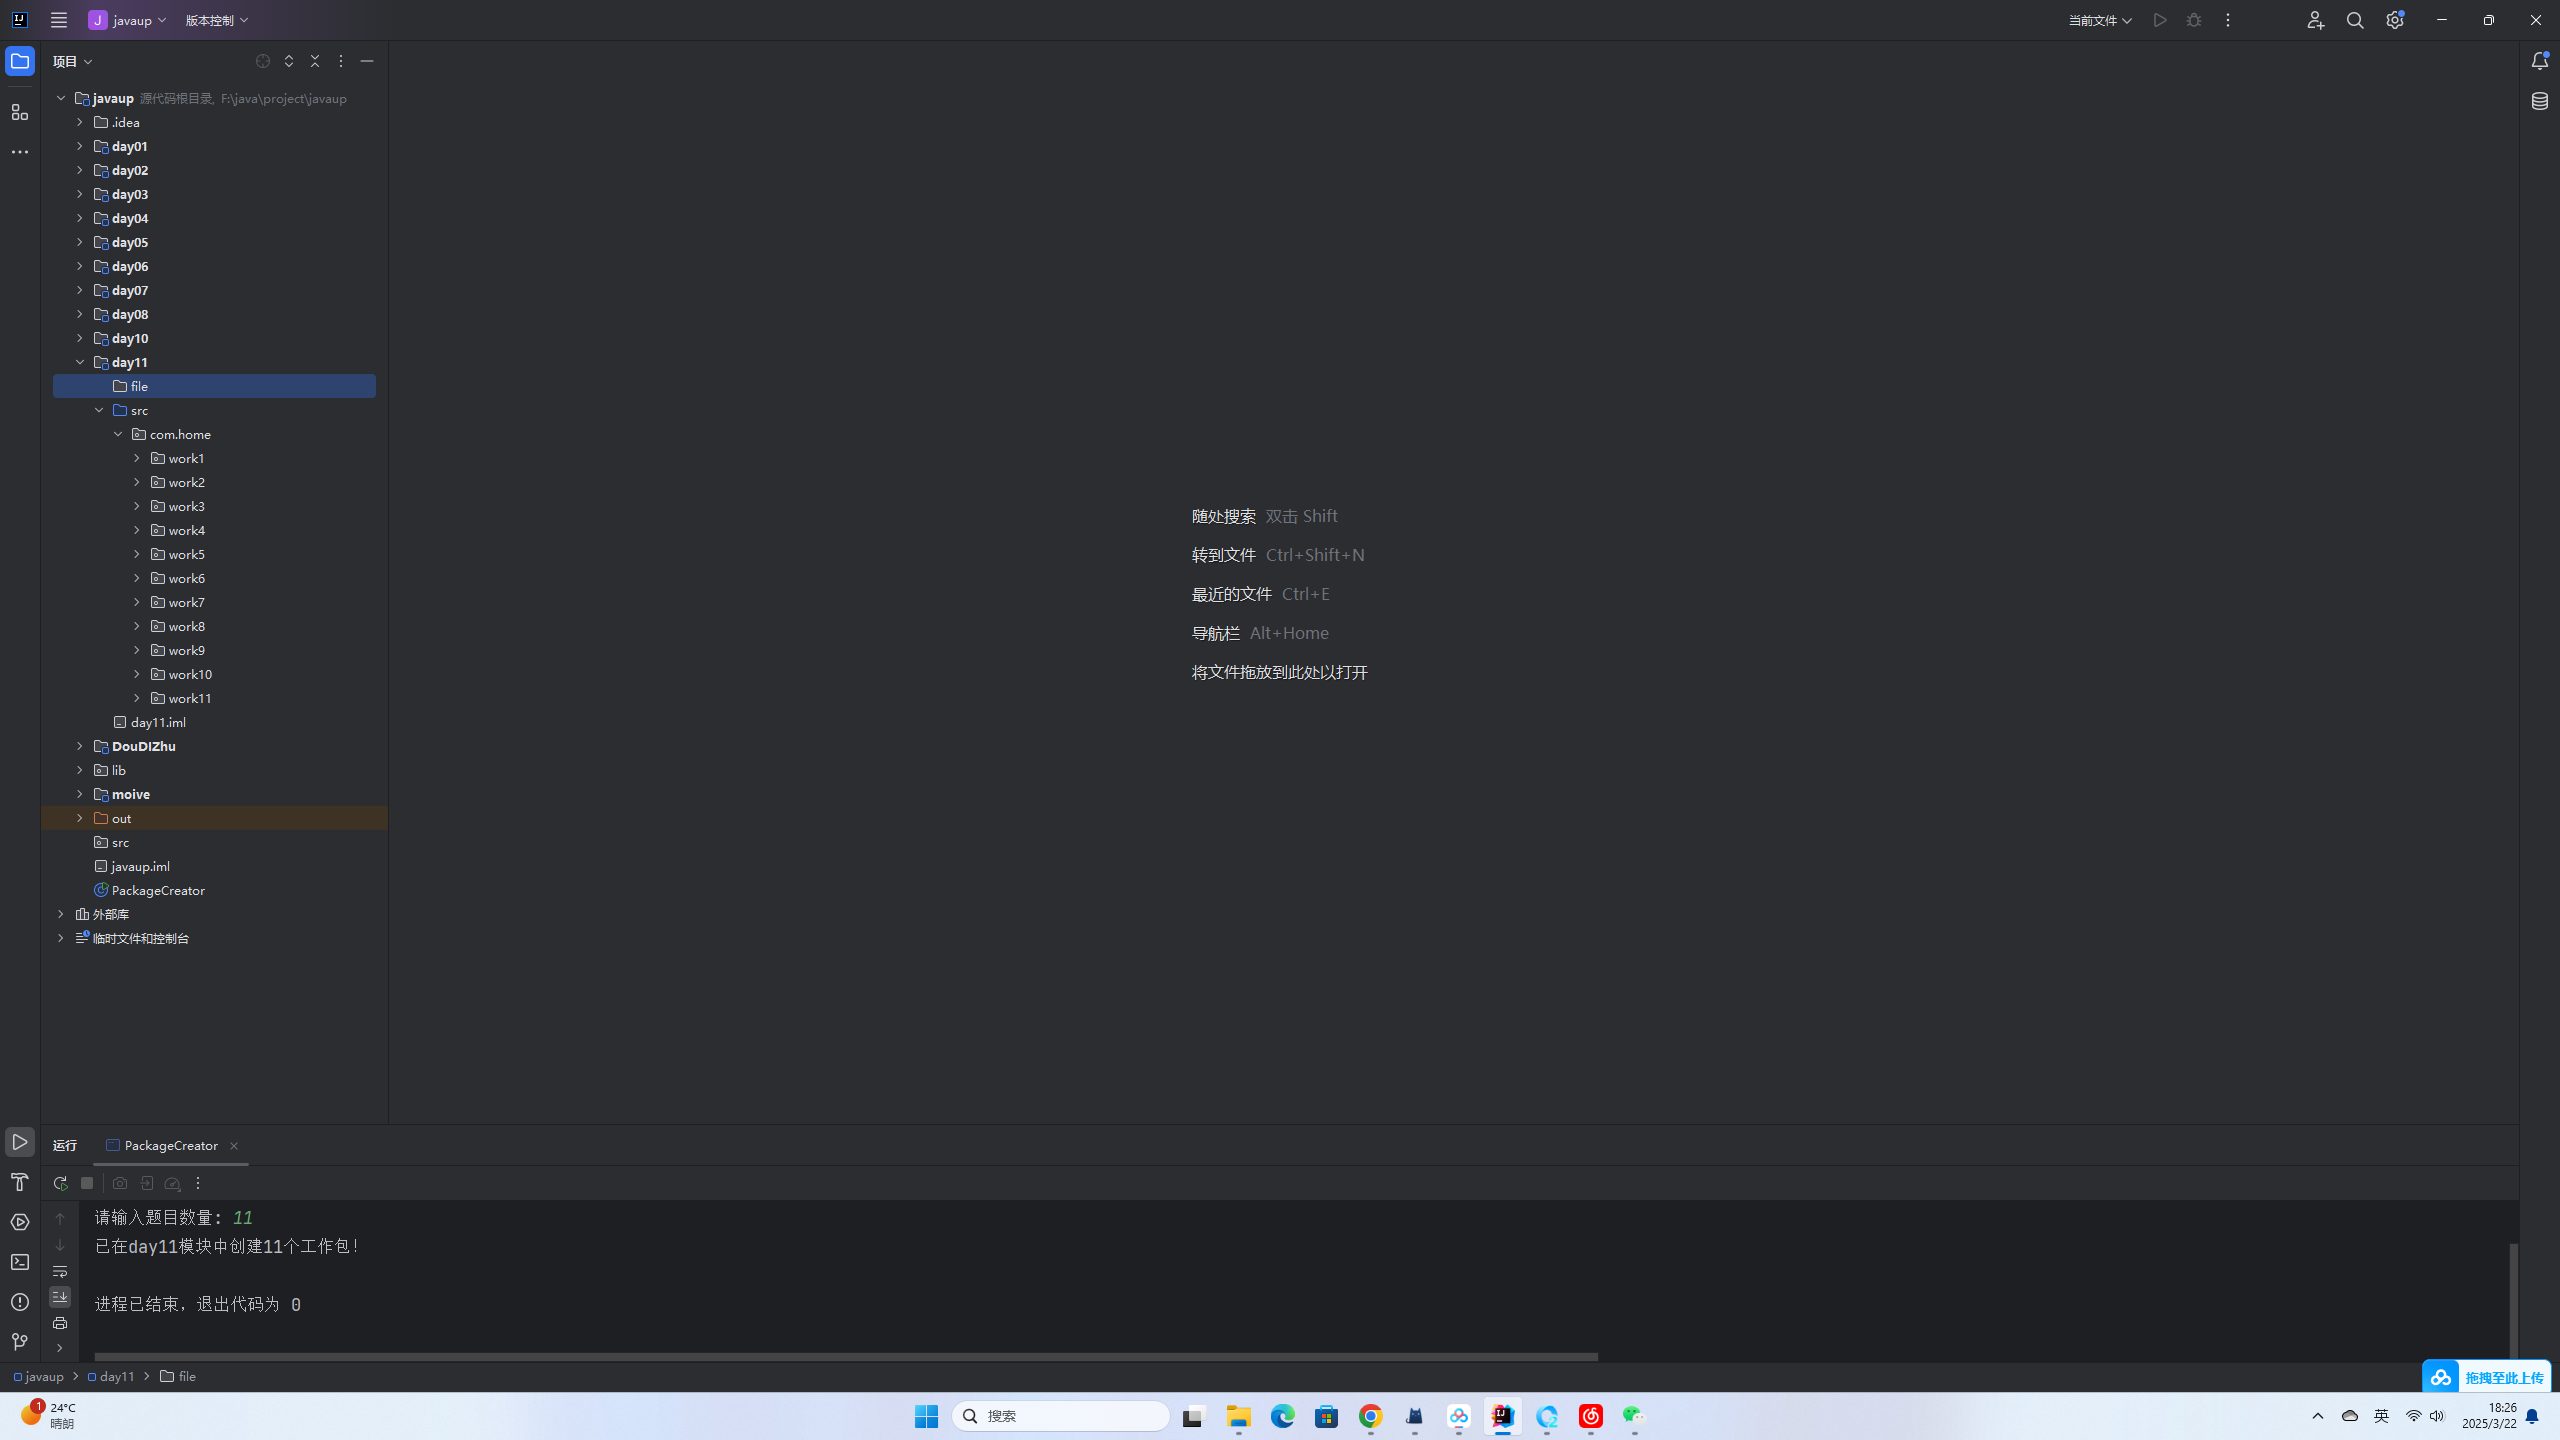 J javaup 版本控制 当前文件
项目
javaup 源代码根目录, F:\java\project\javaup
.idea
day01
day02
day03
day04
day05
day06
day07
day08
day10
day11
file
src
com.home
work1
work2
work3
work4
work5
work6
work7
work8
work9
work10
work11
day11.iml
DouDIZhu
lib
moive
out
src
javaup.iml
PackageCreator
外部库
临时文件和控制台
随处搜索 双击 Shift
转到文件 Ctrl+Shift+N
最近的文件 Ctrl+E
导航栏 Alt+Home
将文件拖放到此处以打开
运行 PackageCreator
请输入题目数量: 11
已在day11模块中创建11个工作包!
进程已结束，退出代码为 0
javaup day11 file
拖拽至此上传
1 24°C
晴朗
搜索
英
18:26
2025/3/22